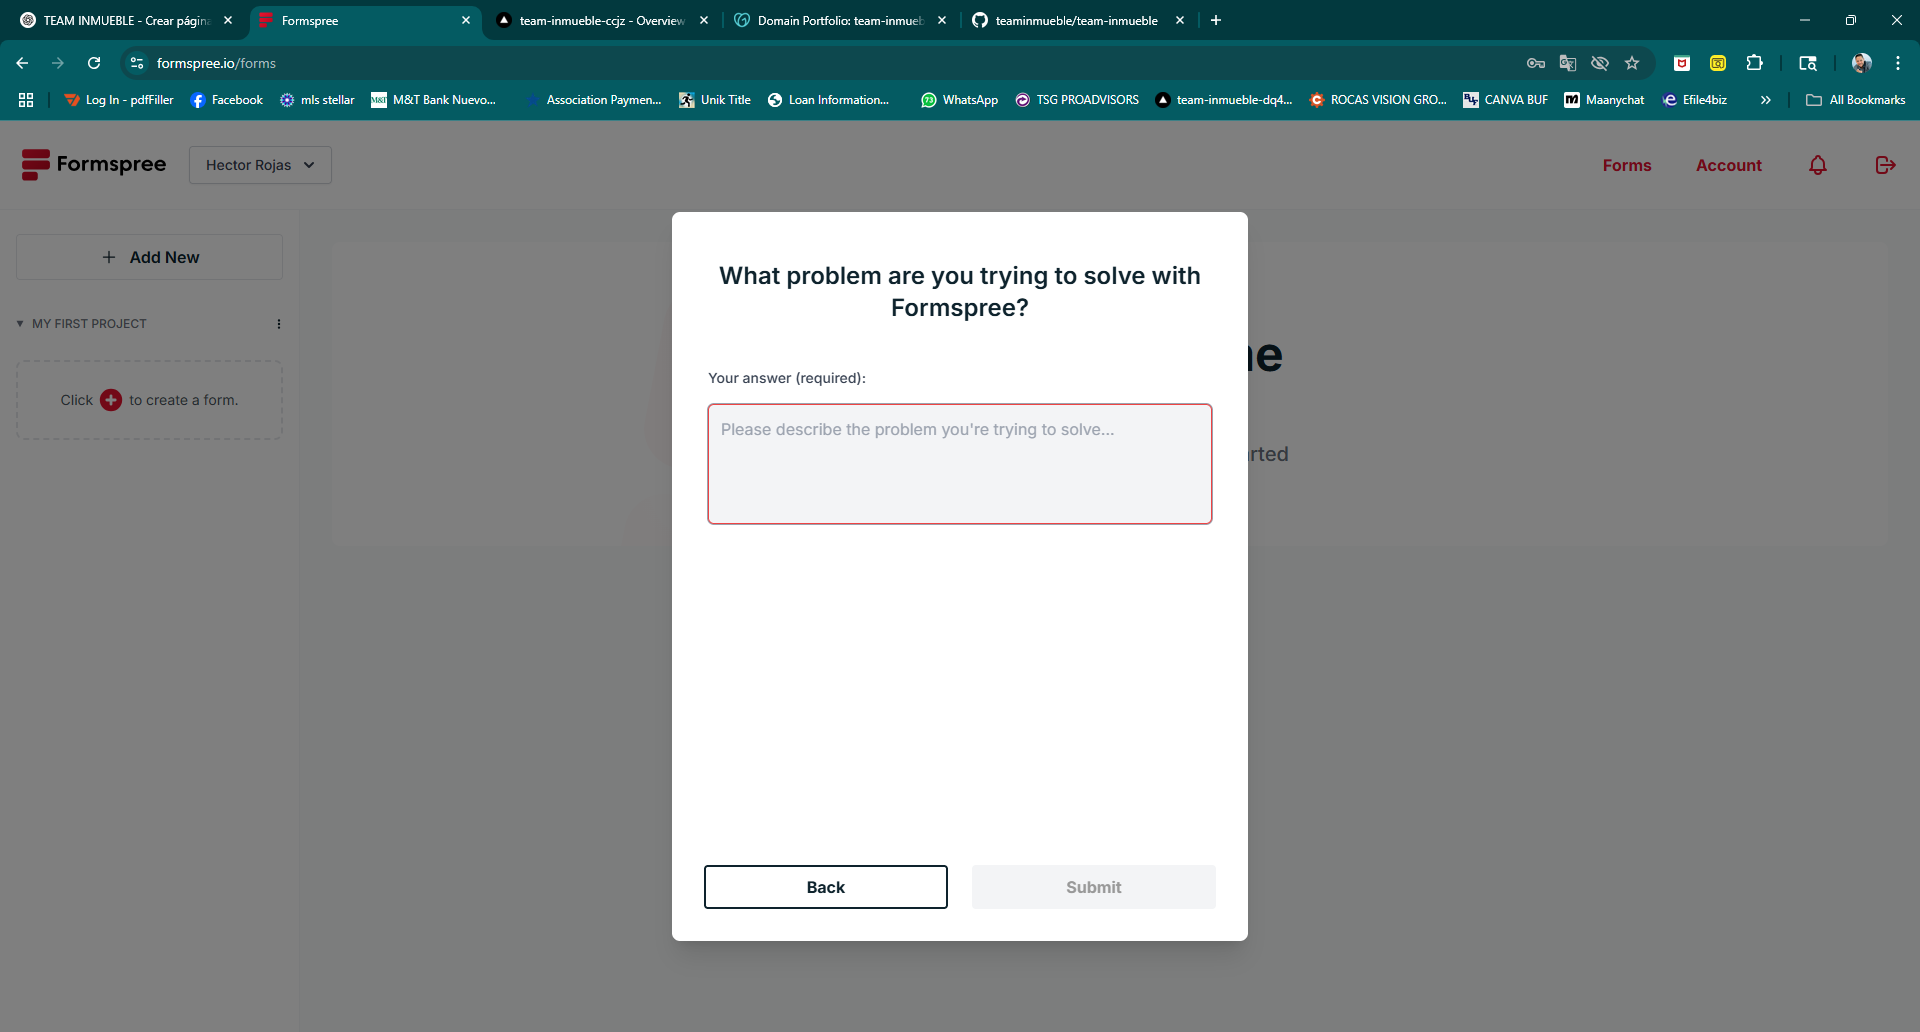 TEAM INMUEBLE - Crear págin
Formspree
team-inmueble-ccjz - Overview
Domain Portfolio: team-inmueb
teaminmueble/team-inmueble
formspree.io/forms
Log In - pdfFiller
Facebook
mls stellar
M&T Bank Nuevo...
Association Paymen...
Unik Title
Loan Information...
WhatsApp
TSG PROADVISORS
team-inmueble-dq4...
ROCAS VISION GRO...
CANVA BUF
Maanychat
Efile4biz
All Bookmarks
Formspree
Hector Rojas
Forms
Account
Add New
MY FIRST PROJECT
Click + to create a form.
What problem are you trying to solve with
Formspree?
Your answer (required):
Please describe the problem you're trying to solve...
Back
Submit